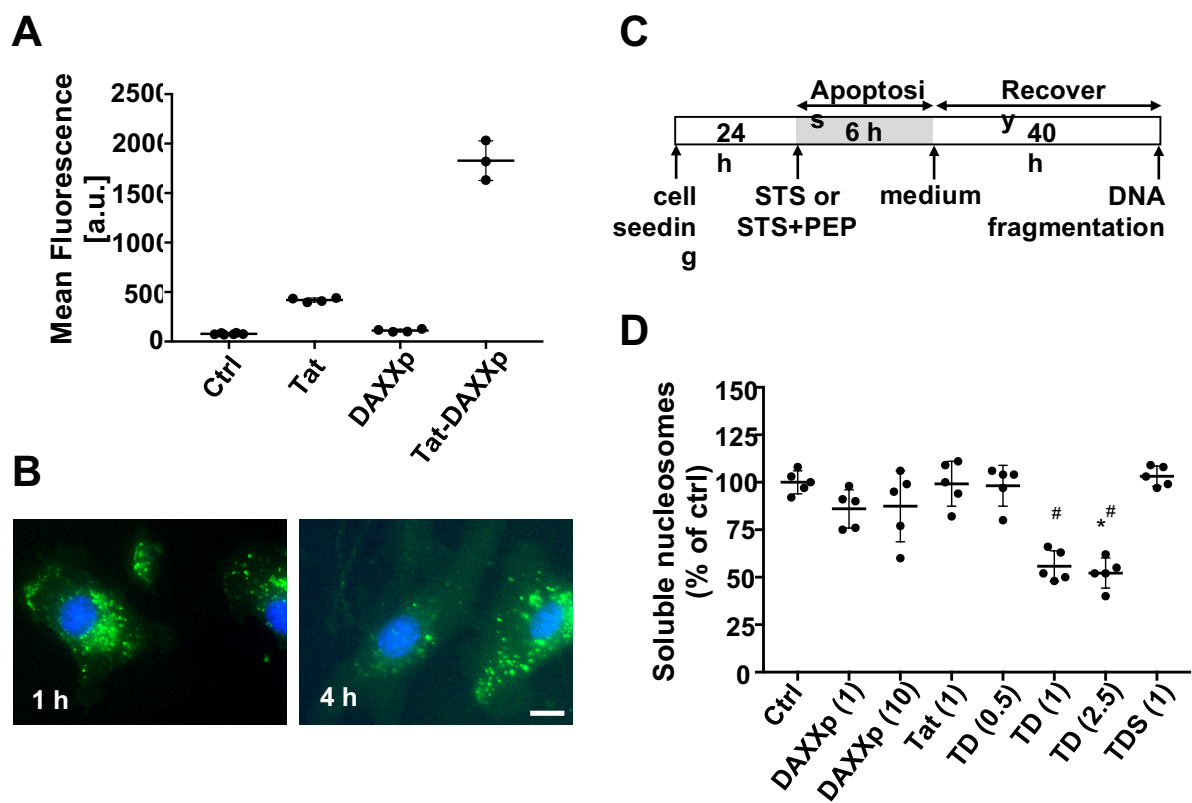 A
Mean Fluorescence
[a.u.]
2500
2000
1500
1000
500
0
Ctrl
Tat
DAXXp
Tat-DAXXp
B
1 h
4 h
C
Apoptosi
s
Recover
y
24
h
6 h
40
h
cell
seedin
g
STS or
STS+PEP
medium
DNA
fragmentation
D
Soluble nucleosomes
(% of ctrl)
150
125
100
75
50
25
0
#
*#
Ctrl
DAXXp (1)
DAXXp (10)
Tat (1)
TD (0.5)
TD (1)
TD (2.5)
TDS (1)